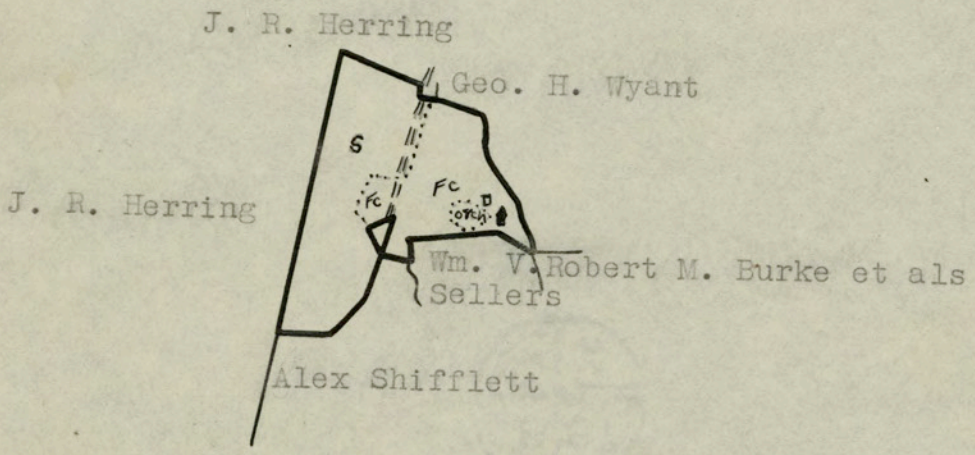 J. R. Herring
Geo. H. Wyant
S
Fc
Fc
orch.
J. R. Herring
Wm. V. Robert M. Burke et als
Sellers
Alex Shifflett